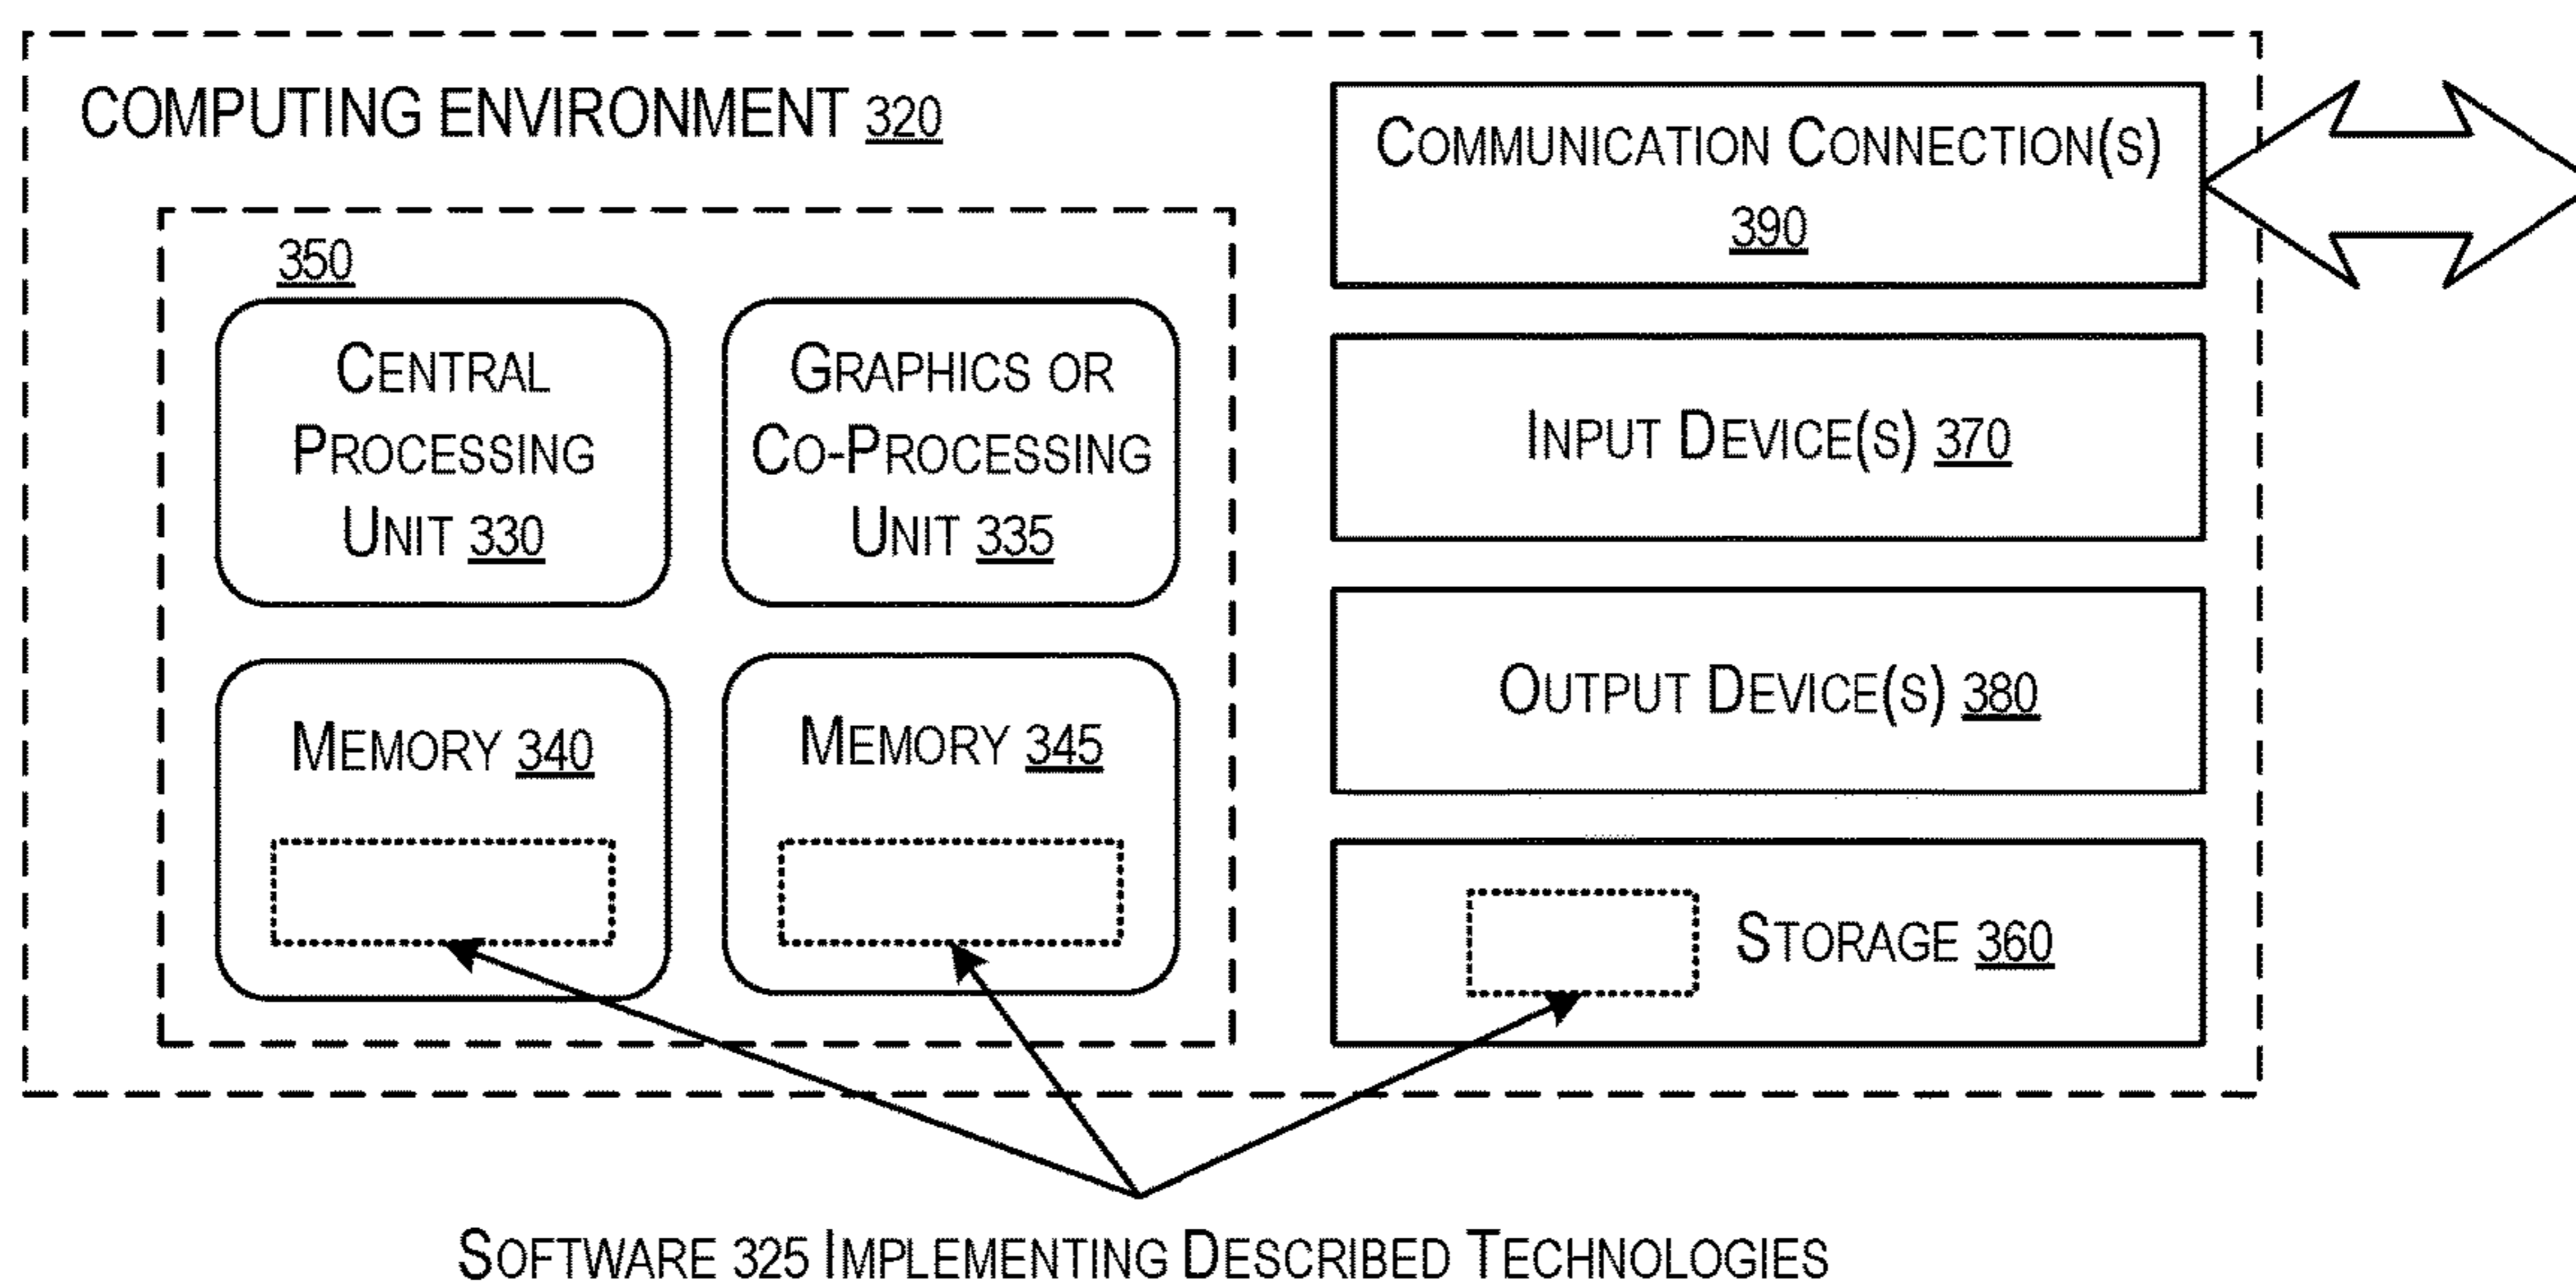 COMPUTING ENVIRONMENT 320
350
CENTRAL
PROCESSING
UNIT 330
GRAPHICS OR
CO-PROCESSING
UNIT 335
MEMORY 340
MEMORY 345
COMMUNICATION CONNECTION(S)
390
INPUT DEVICE(S) 370
OUTPUT DEVICE(S) 380
STORAGE 360
SOFTWARE 325 IMPLEMENTING DESCRIBED TECHNOLOGIES